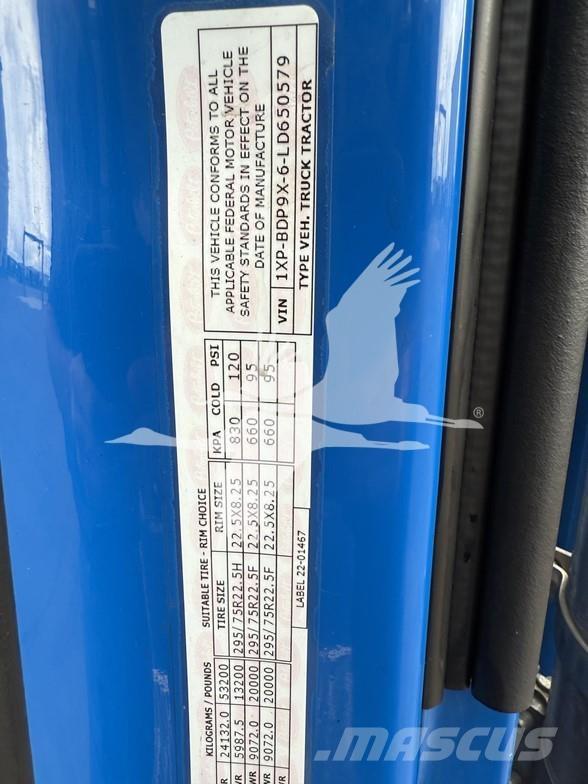 THIS VEHICLE CONFORMS TO ALL
APPLICABLE FEDERAL MOTOR VEHICLE
SAFETY STANDARDS IN EFFECT ON THE
DATE OF MANUFACTURE
VIN 1XP-BDP9X-6-LD650579
TYPE VEH. TRUCK TRACTOR
KILOGRAMS / POUNDS SUITABLE TIRE - RIM CHOICE
TIRE SIZE RIM SIZE KPA COLD PSI
R 24132.0 53200
WR 5987.5 13200 295/75R22.5H 22.5X8.25 830 120
WR 9072.0 20000 295/75R22.5F 22.5X8.25 660 95
WR 9072.0 20000 295/75R22.5F 22.5X8.25 660 95
LABEL 22-01467
®
MASCUS